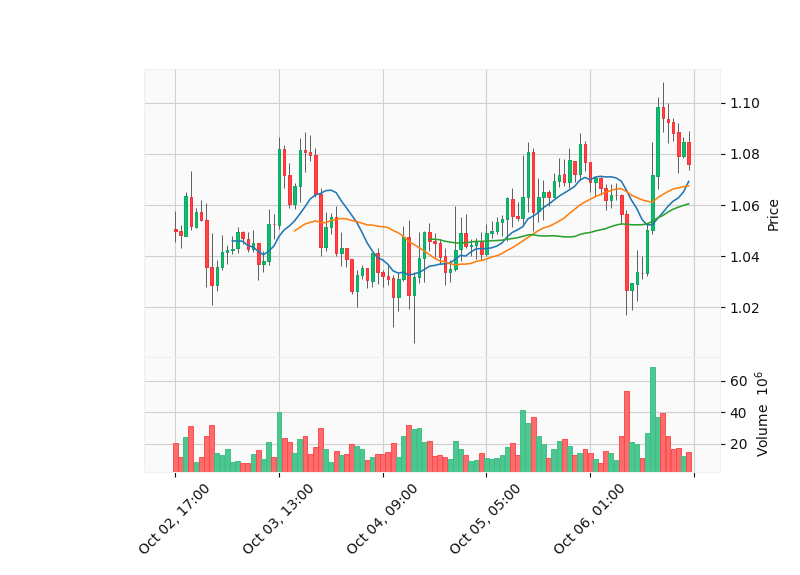 1.10
1.08
1.06
1.04
1.02
Price
60
40
20
Volume 10^6
Oct 02, 17:00
Oct 03, 13:00
Oct 04, 09:00
Oct 05, 05:00
Oct 06, 01:00